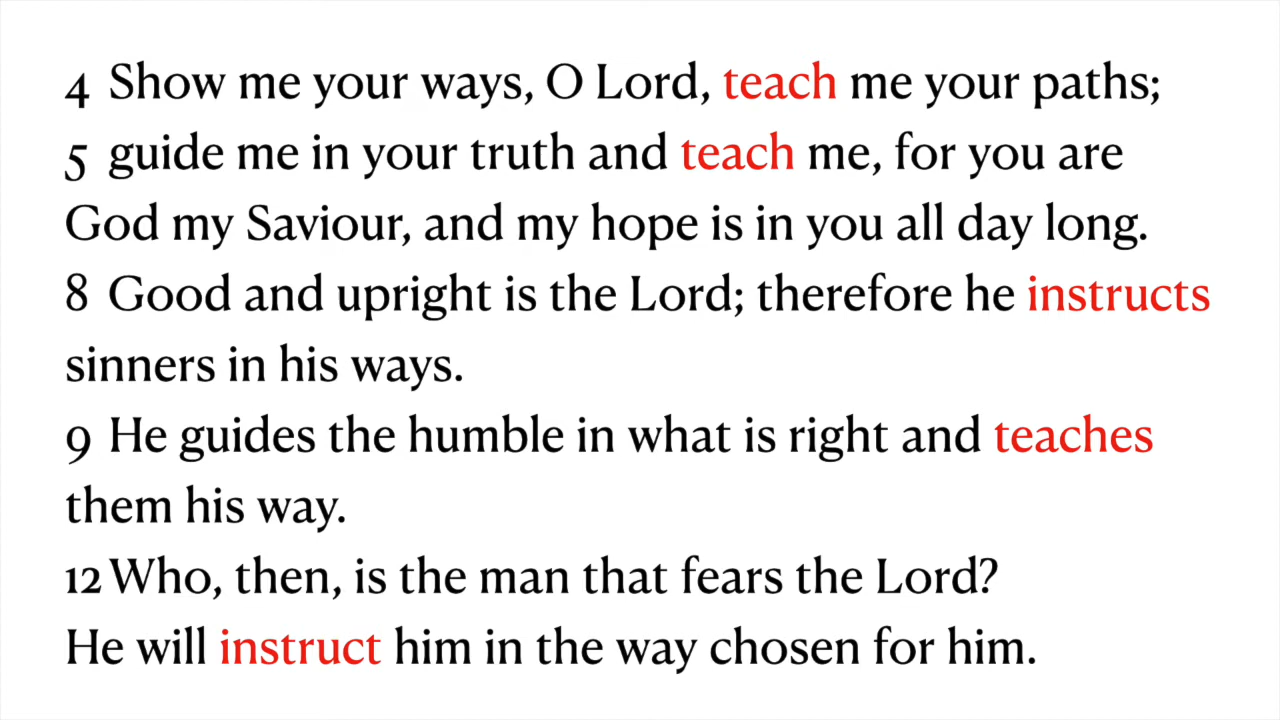 4 Show me your ways, O Lord, teach me your paths;
5 guide me in your truth and teach me, for you are
God my Saviour, and my hope is in you all day long.
8 Good and upright is the Lord; therefore he instructs
sinners in his ways.
9 He guides the humble in what is right and teaches
them his way.
12 Who, then, is the man that fears the Lord?
He will instruct him in the way chosen for him.